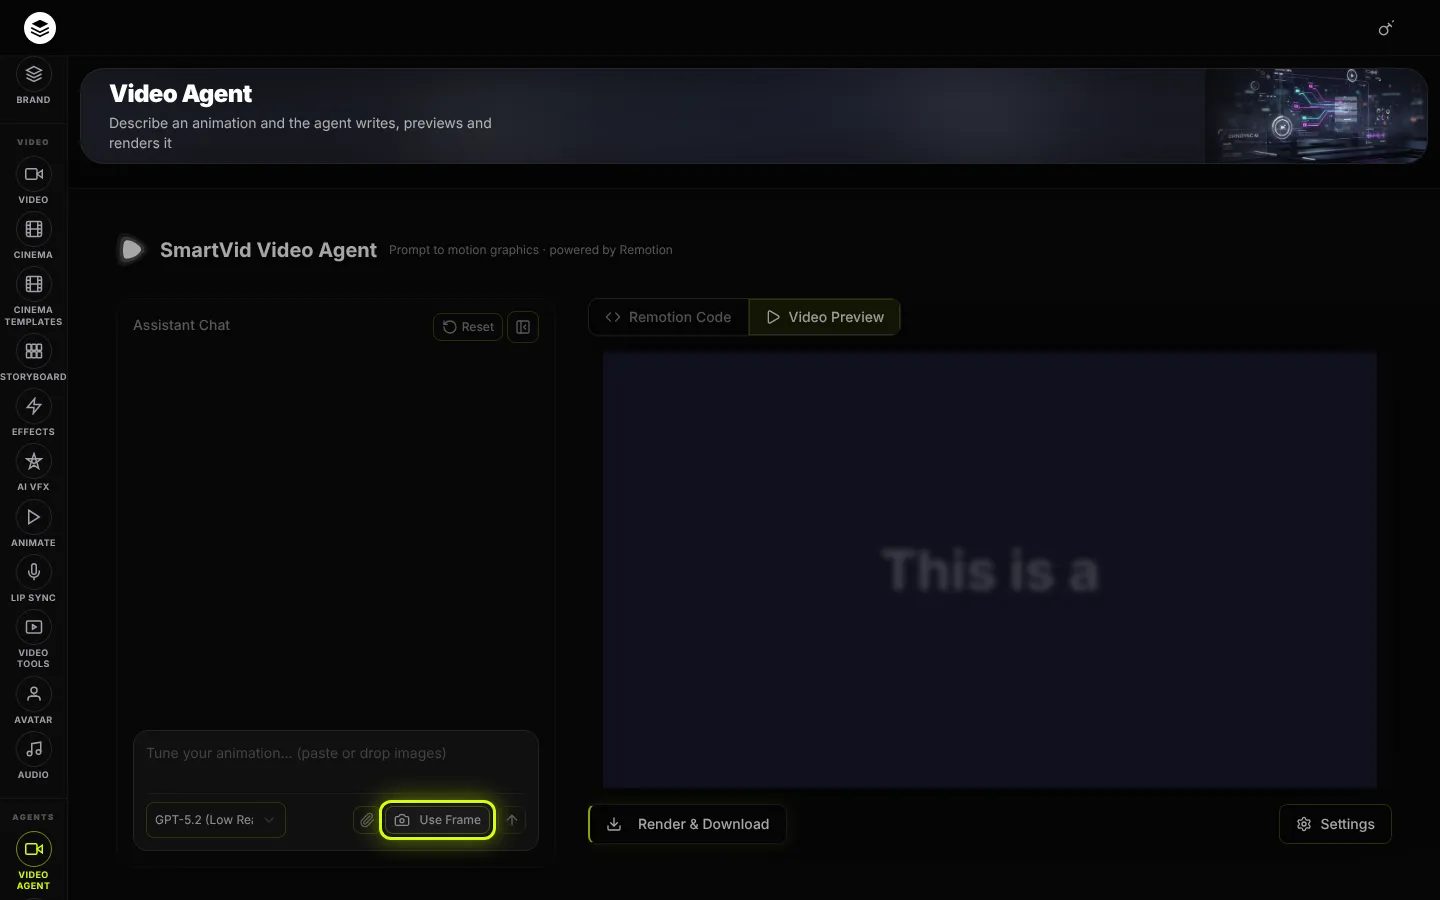 BRAND
VIDEO
VIDEO
CINEMA
CINEMA
TEMPLATES
STORYBOARD
EFFECTS
AI VFX
ANIMATE
LIP SYNC
VIDEO
TOOLS
AVATAR
AUDIO
AGENTS
VIDEO
AGENT
Video Agent
Describe an animation and the agent writes, previews and
renders it
SmartVid Video Agent
Prompt to motion graphics · powered by Remotion
Assistant Chat
Reset
Tune your animation... (paste or drop images)
GPT-5.2 (Low Rea
Use Frame
Remotion Code
Video Preview
This is a
Render & Download
Settings